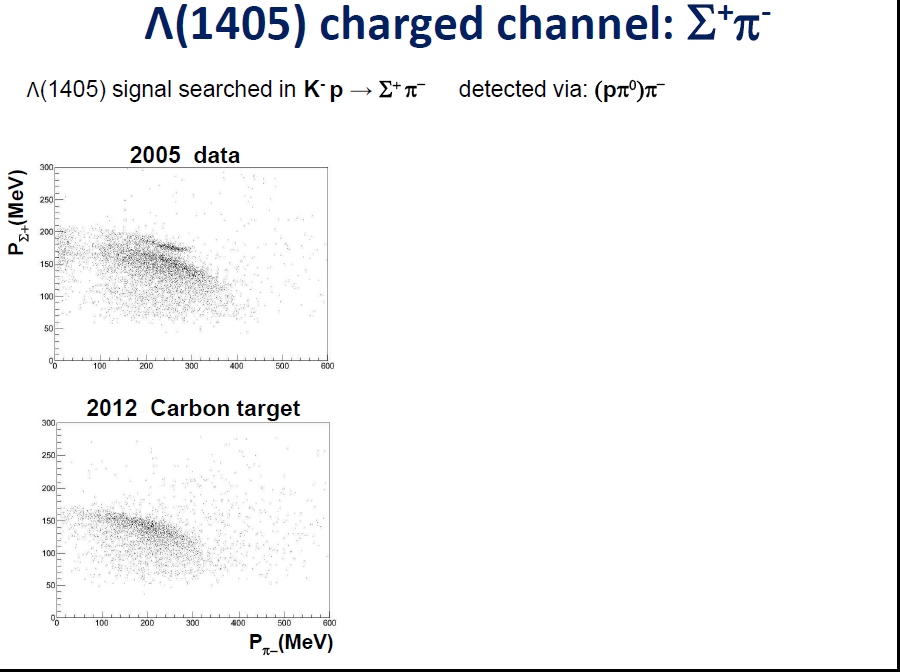 Λ(1405) charged channel: Σ⁺π⁻
Λ(1405) signal searched in K⁻ p → Σ⁺ π⁻ detected via: (pπ⁰)π⁻
2005 data
P_Σ+(MeV)
300
250
200
150
100
50
0
0 100 200 300 400 500 600
2012 Carbon target
300
250
200
150
100
50
0
0 100 200 300 400 500 600
P_π−(MeV)